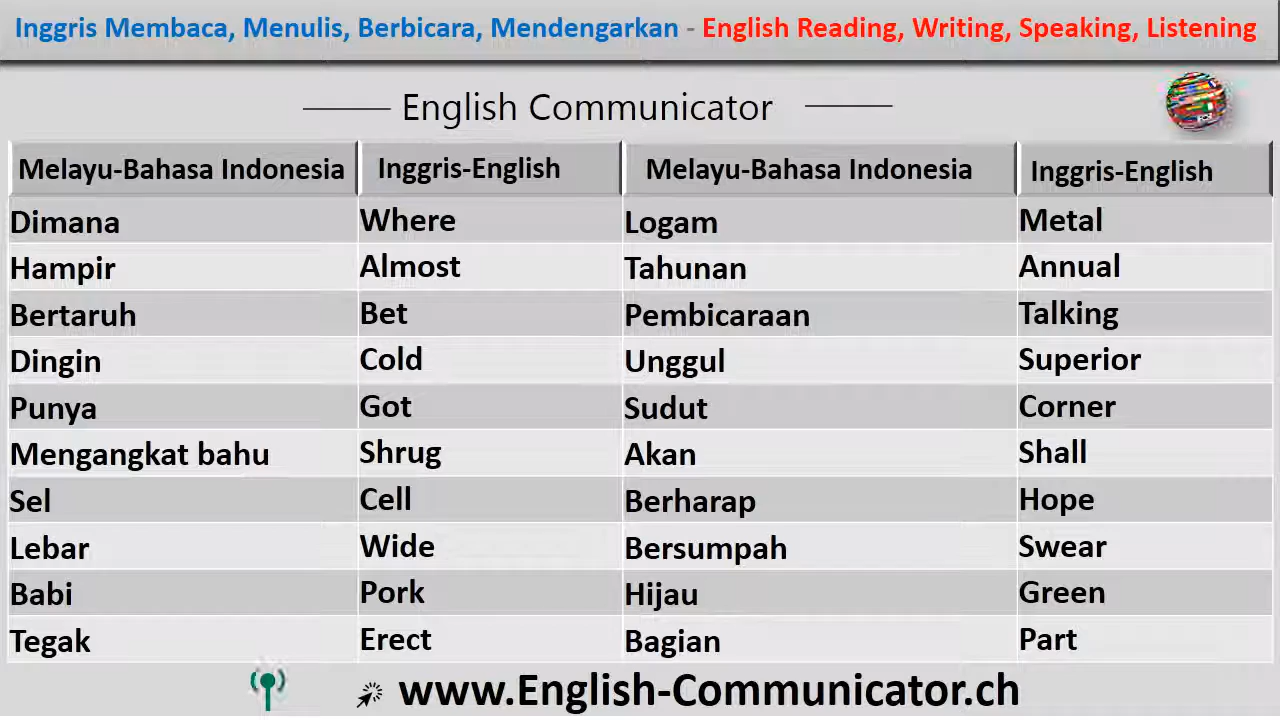 Inggris Membaca, Menulis, Berbicara, Mendengarkan - English Reading, Writing, Speaking, Listening
English Communicator
Melayu-Bahasa Indonesia Inggris-English Melayu-Bahasa Indonesia Inggris-English
Dimana Where Logam Metal
Hampir Almost Tahunan Annual
Bertaruh Bet Pembicaraan Talking
Dingin Cold Unggul Superior
Punya Got Sudut Corner
Mengangkat bahu Shrug Akan Shall
Sel Cell Berharap Hope
Lebar Wide Bersumpah Swear
Babi Pork Hijau Green
Tegak Erect Bagian Part
www.English-Communicator.ch